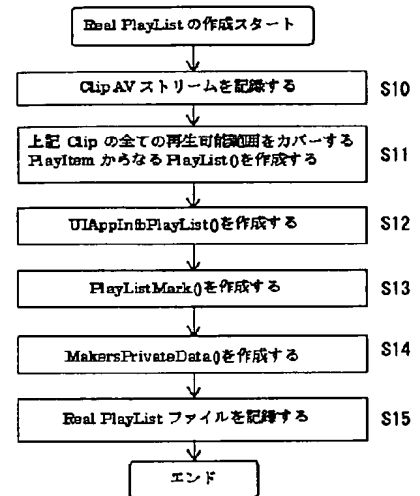 Real PlayList の作成スタート
Clip AV ストリームを記録する
S10
上記 Clip の全ての再生可能範囲をカバーする
PlayItem からなる PlayList()を作成する
S11
UIAppInfoPlayList()を作成する
S12
PlayListMark()を作成する
S13
MakersPrivateData()を作成する
S14
Real PlayList ファイルを記録する
S15
エンド